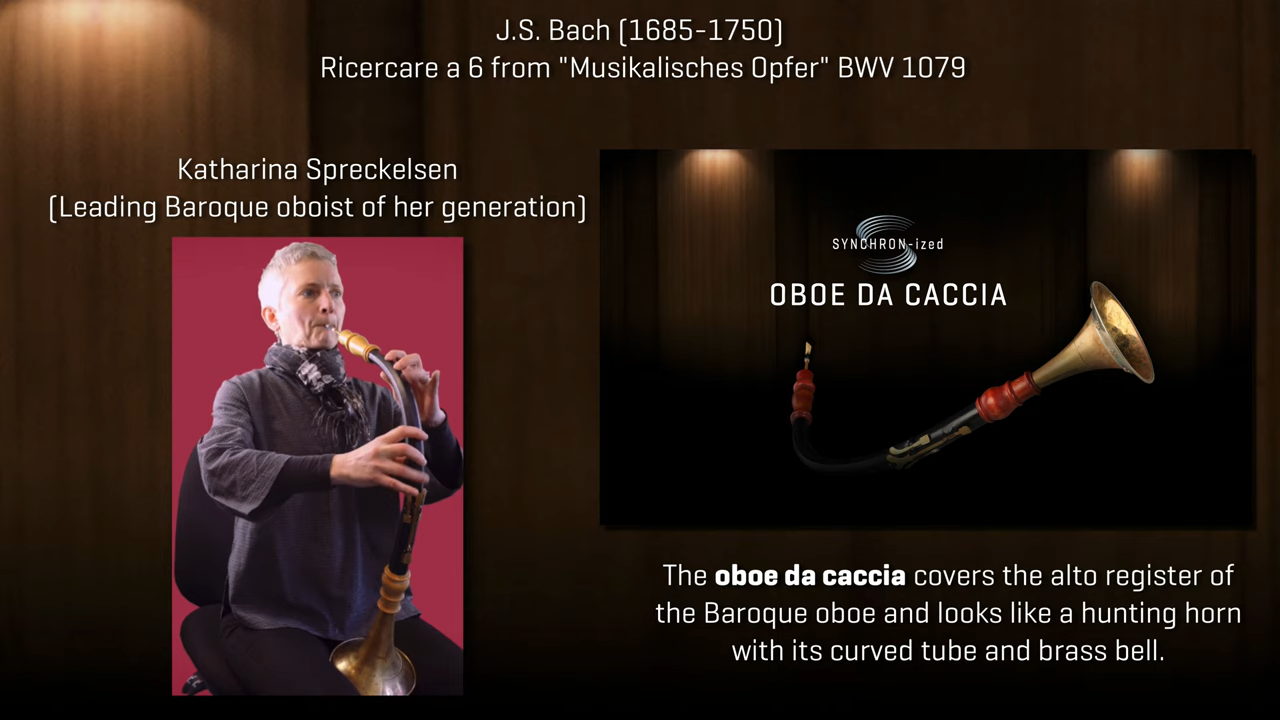 J.S. Bach (1685-1750)
Ricercare a 6 from "Musikalisches Opfer" BWV 1079
Katharina Spreckelsen
(Leading Baroque oboist of her generation)
SYNCHRON-ized
OBOE DA CACCIA
The oboe da caccia covers the alto register of
the Baroque oboe and looks like a hunting horn
with its curved tube and brass bell.